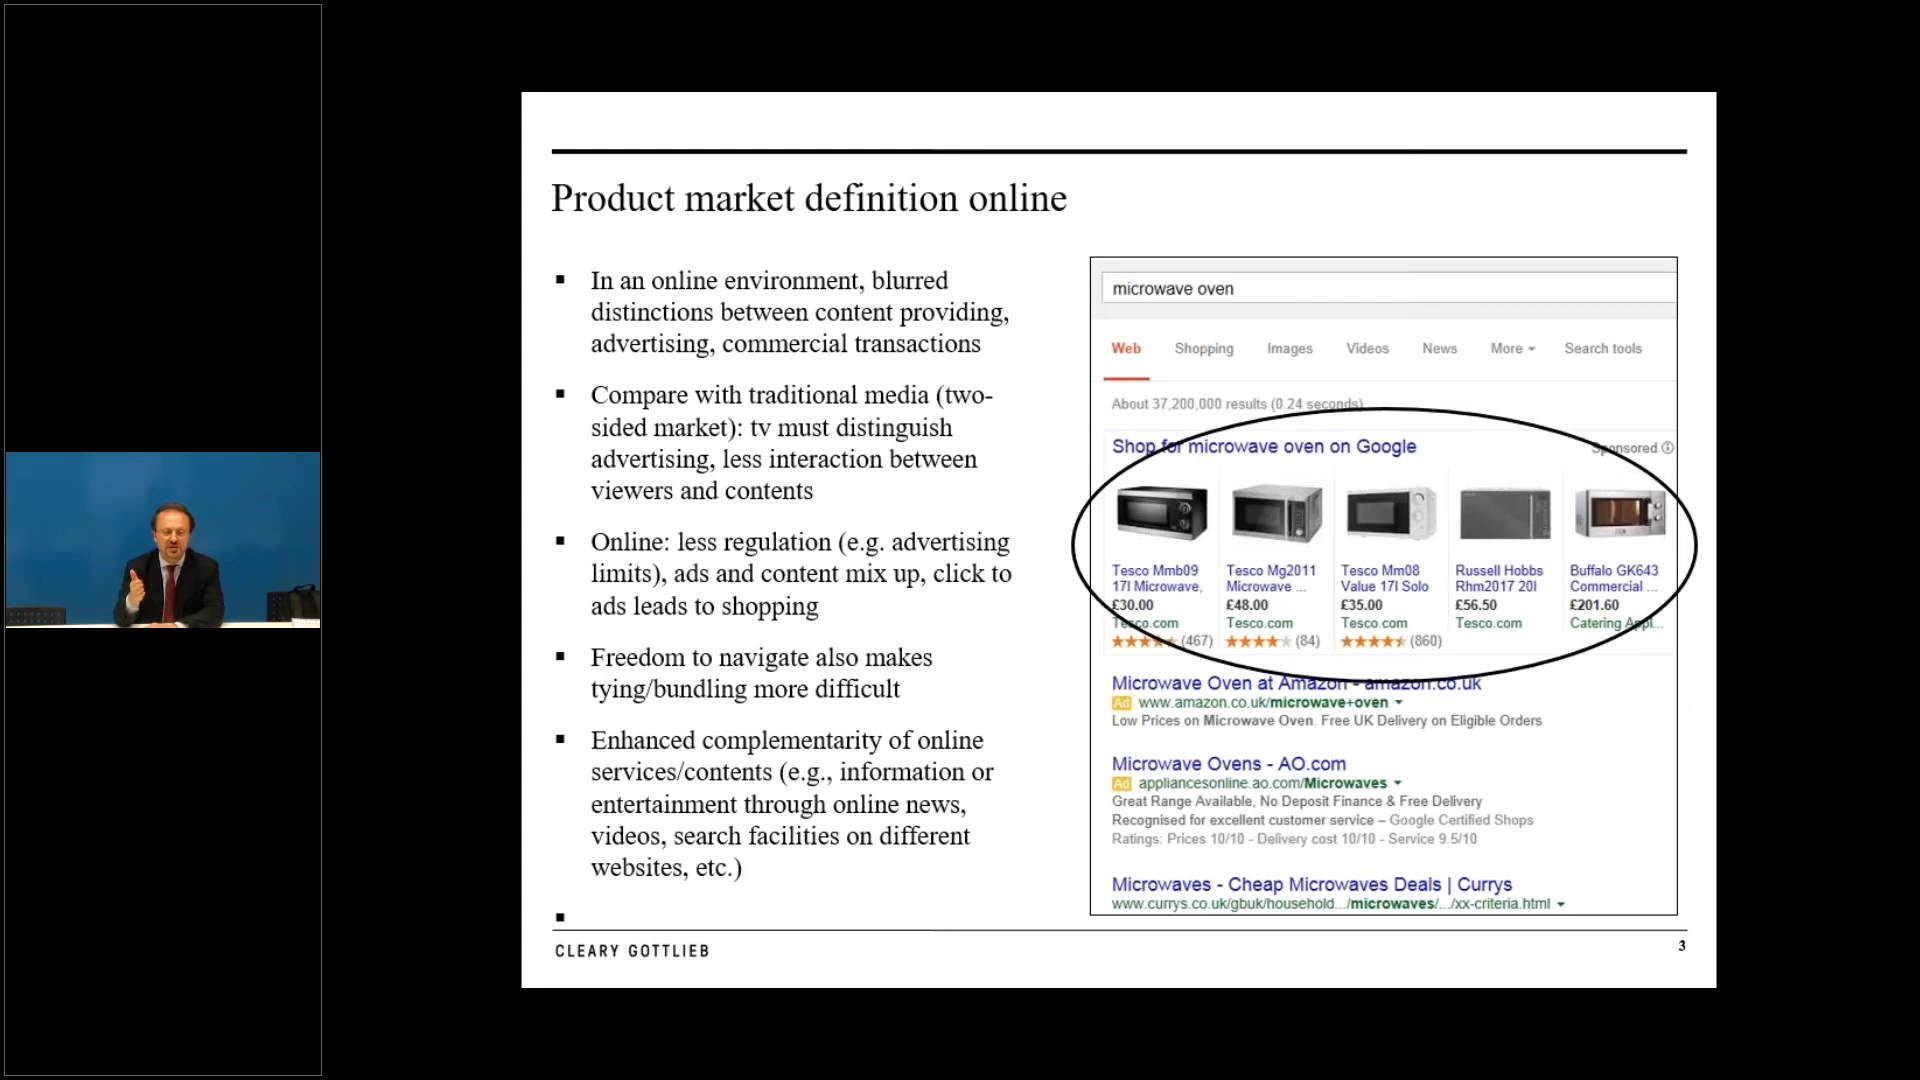 Product market definition online
▪ In an online environment, blurred
distinctions between content providing,
advertising, commercial transactions
▪ Compare with traditional media (two-
sided market): tv must distinguish
advertising, less interaction between
viewers and contents
▪ Online: less regulation (e.g. advertising
limits), ads and content mix up, click to
ads leads to shopping
▪ Freedom to navigate also makes
tying/bundling more difficult
▪ Enhanced complementarity of online
services/contents (e.g., information or
entertainment through online news,
videos, search facilities on different
websites, etc.)
▪
microwave oven
Web Shopping Images Videos News More Search tools
About 37,200,000 results (0.24 seconds)
Shop for microwave oven on Google Sponsored
Tesco Mmb09 Tesco Mg2011 Tesco Mm08 Russell Hobbs Buffalo GK643
17l Microwave, Microwave ... Value 17l Solo Rhm2017 20l Commercial ...
£30.00 £48.00 £35.00 £56.50 £201.60
Tesco.com Tesco.com Tesco.com Tesco.com Catering Appl...
(467) (84) (860)
Microwave Oven at Amazon - amazon.co.uk
Ad www.amazon.co.uk/microwave+oven
Low Prices on Microwave Oven. Free UK Delivery on Eligible Orders
Microwave Ovens - AO.com
Ad appliancesonline.ao.com/Microwaves
Great Range Available, No Deposit Finance & Free Delivery
Recognised for excellent customer service – Google Certified Shops
Ratings: Prices 10/10 - Delivery cost 10/10 - Service 9.5/10
Microwaves - Cheap Microwaves Deals | Currys
www.currys.co.uk/gbuk/household.../microwaves/.../xx-criteria.html
CLEARY GOTTLIEB
3